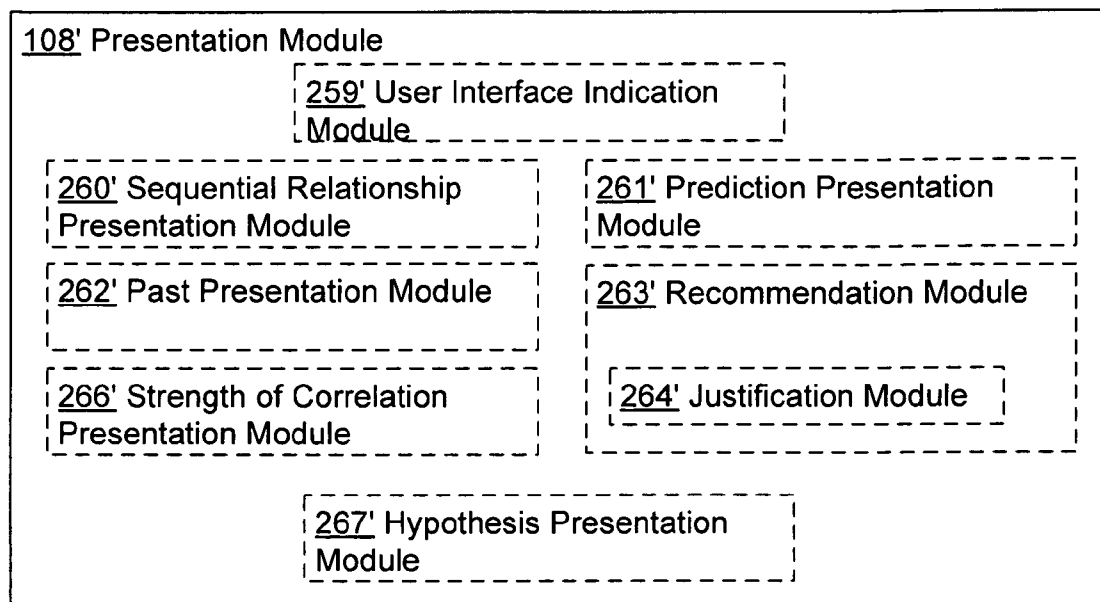 108' Presentation Module
259' User Interface Indication
Module
260' Sequential Relationship
Presentation Module
261' Prediction Presentation
Module
262' Past Presentation Module
263' Recommendation Module
266' Strength of Correlation
Presentation Module
264' Justification Module
267' Hypothesis Presentation
Module